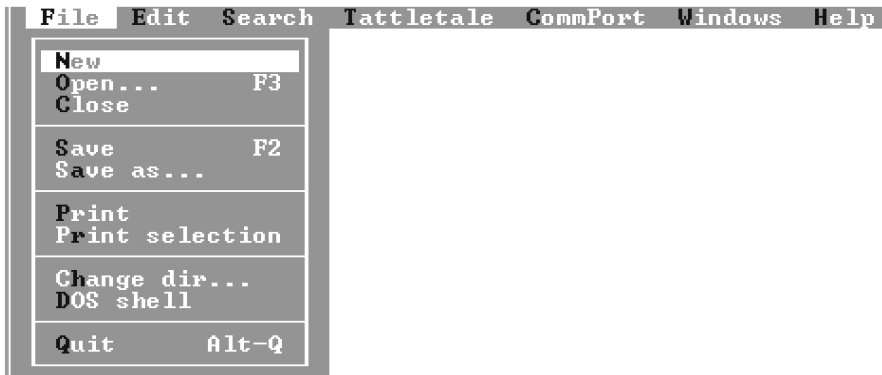 File Edit Search Tattletale CommPort Windows Help
New
Open... F3
Close
Save F2
Save as...
Print
Print selection
Change dir...
DOS shell
Quit Alt-Q